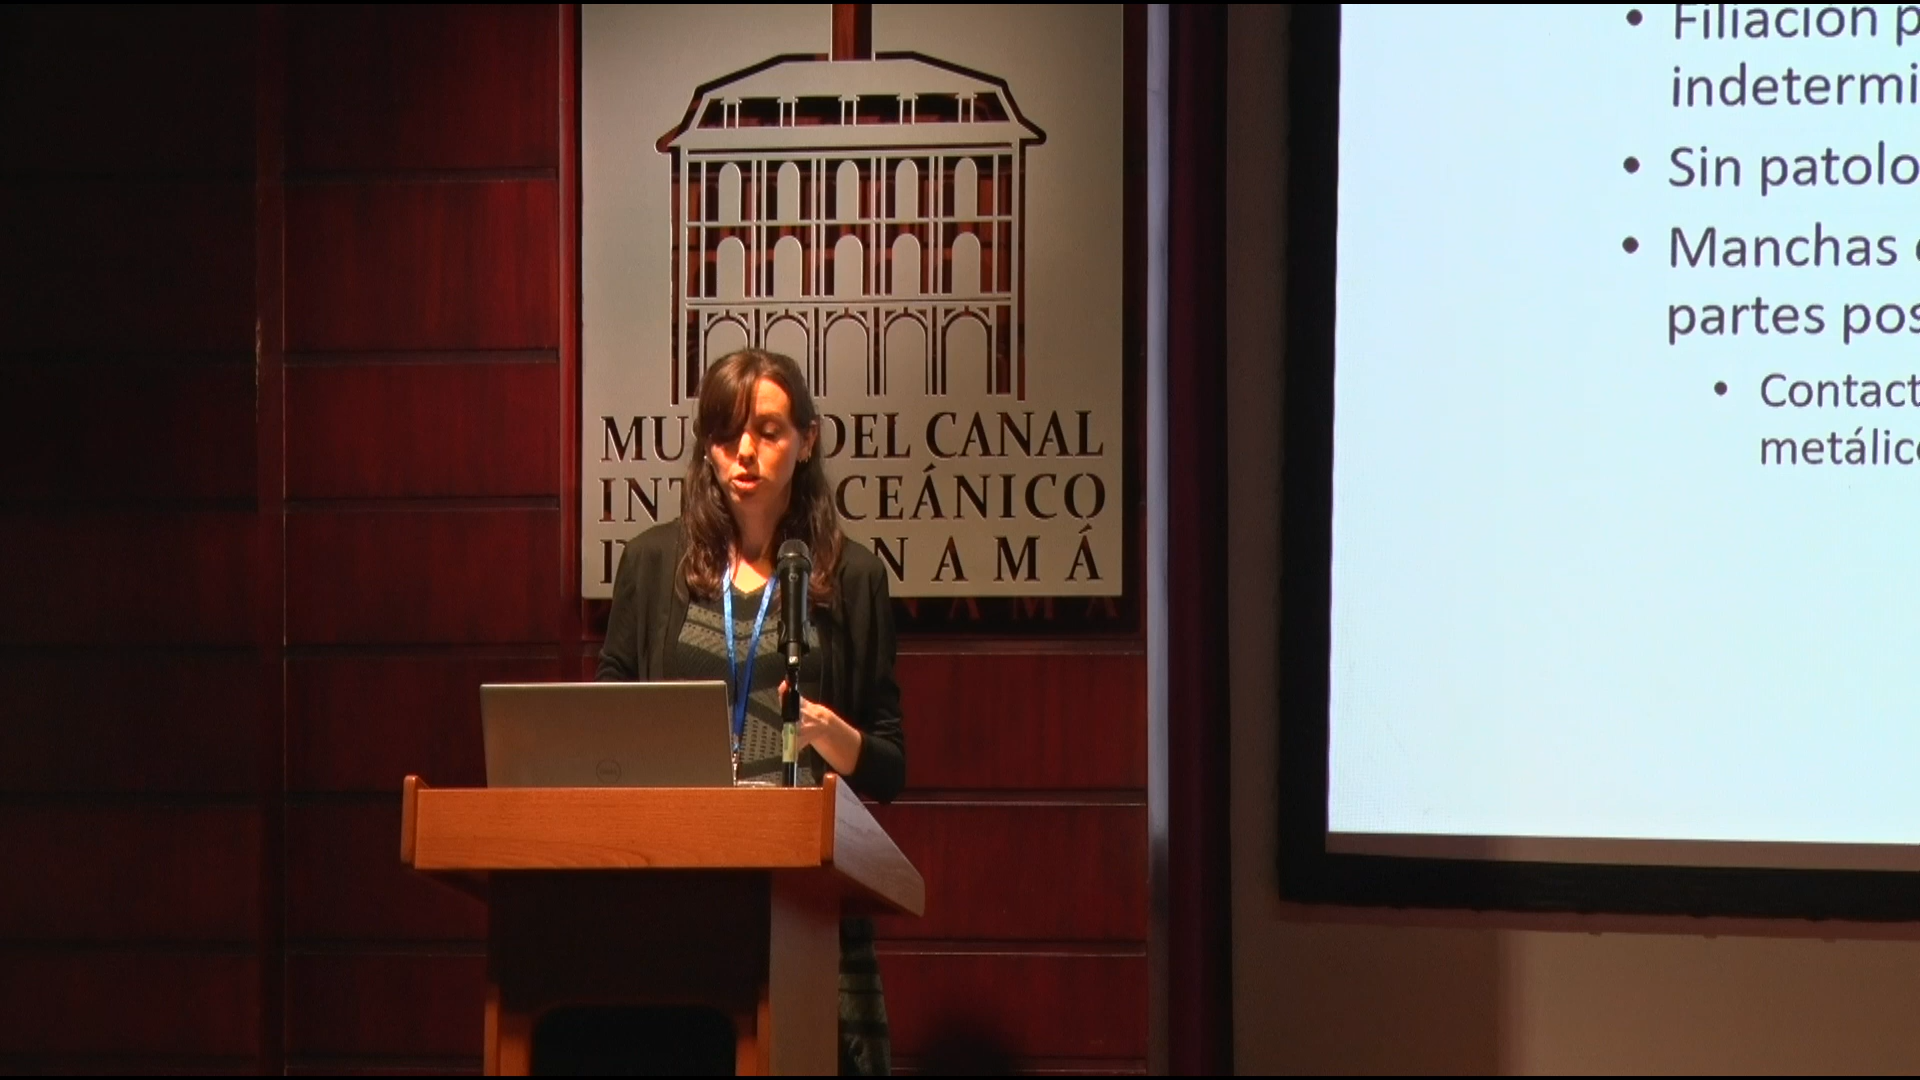 MU DEL CANAL
INT CEÁNICO
NAMÁ
Filiación p
indetermi
• Sin patolo
• Manchas
partes pos
• Contact
metálic